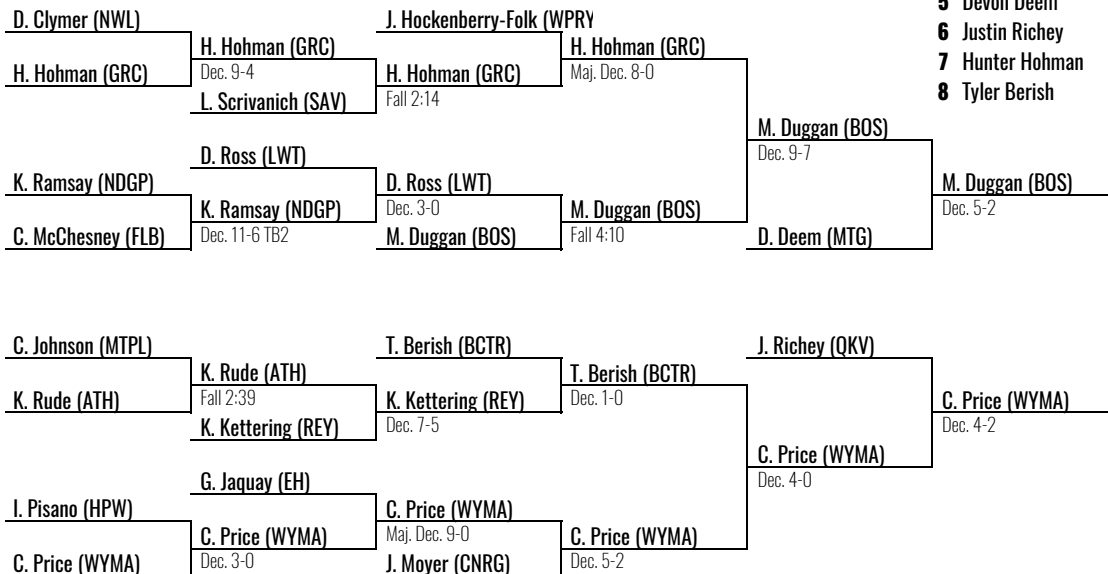 5 Devon Deem
6 Justin Richey
7 Hunter Hohman
8 Tyler Berish
D. Clymer (NWL)
J. Hockenberry-Folk (WPRY
H. Hohman (GRC)
H. Hohman (GRC)
H. Hohman (GRC)
Dec. 9-4
H. Hohman (GRC)
Maj. Dec. 8-0
L. Scrivanich (SAV)
Fall 2:14
M. Duggan (BOS)
D. Ross (LWT)
Dec. 9-7
K. Ramsay (NDGP)
D. Ross (LWT)
M. Duggan (BOS)
K. Ramsay (NDGP)
Dec. 3-0
M. Duggan (BOS)
Dec. 5-2
C. McChesney (FLB)
Dec. 11-6 TB2
M. Duggan (BOS)
Fall 4:10
D. Deem (MTG)
C. Johnson (MTPL)
T. Berish (BCTR)
J. Richey (QKV)
K. Rude (ATH)
T. Berish (BCTR)
K. Rude (ATH)
Fall 2:39
K. Kettering (REY)
Dec. 1-0
C. Price (WYMA)
K. Kettering (REY)
Dec. 7-5
Dec. 4-2
C. Price (WYMA)
G. Jaquay (EH)
Dec. 4-0
I. Pisano (HPW)
C. Price (WYMA)
C. Price (WYMA)
Maj. Dec. 9-0
C. Price (WYMA)
C. Price (WYMA)
Dec. 3-0
J. Moyer (CNRG)
Dec. 5-2